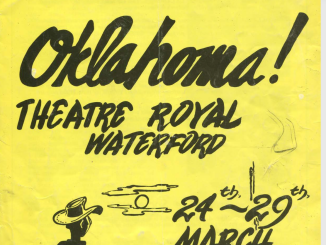 Oklahoma!
THEATRE ROYAL
WATERFORD
24th~29th
MARCH